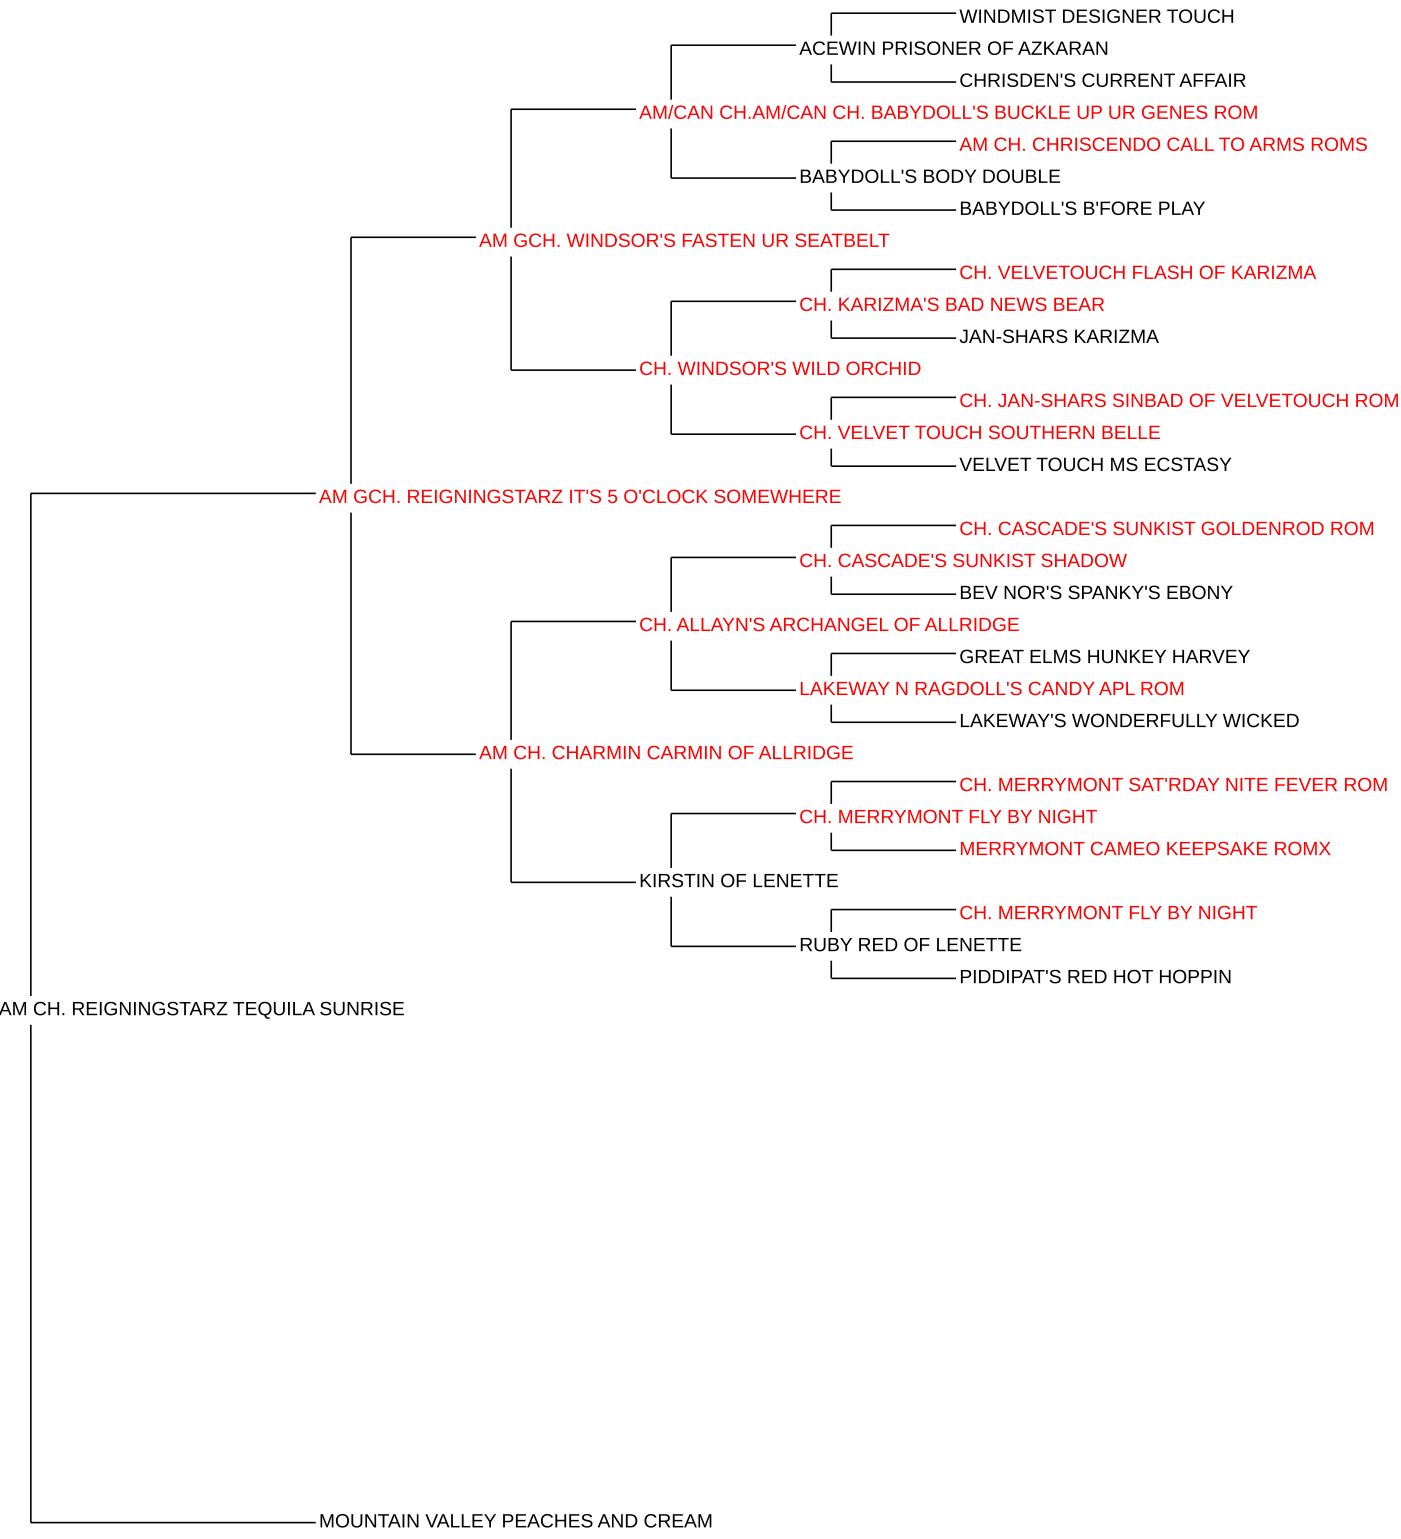 WINDMIST DESIGNER TOUCH
ACEWIN PRISONER OF AZKARAN
CHRISDEN'S CURRENT AFFAIR
AM/CAN CH.AM/CAN CH. BABYDOLL'S BUCKLE UP UR GENES ROM
AM CH. CHRISCENDO CALL TO ARMS ROMS
BABYDOLL'S BODY DOUBLE
BABYDOLL'S B'FORE PLAY
AM GCH. WINDSOR'S FASTEN UR SEATBELT
CH. VELVETOUCH FLASH OF KARIZMA
CH. KARIZMA'S BAD NEWS BEAR
JAN-SHARS KARIZMA
CH. WINDSOR'S WILD ORCHID
CH. JAN-SHARS SINBAD OF VELVETOUCH ROM
CH. VELVET TOUCH SOUTHERN BELLE
VELVET TOUCH MS ECSTASY
AM GCH. REIGNINGSTARZ IT'S 5 O'CLOCK SOMEWHERE
CH. CASCADE'S SUNKIST GOLDENROD ROM
CH. CASCADE'S SUNKIST SHADOW
BEV NOR'S SPANKY'S EBONY
CH. ALLAYN'S ARCHANGEL OF ALLRIDGE
GREAT ELMS HUNKEY HARVEY
LAKEWAY N RAGDOLL'S CANDY APL ROM
LAKEWAY'S WONDERFULLY WICKED
AM CH. CHARMIN CARMIN OF ALLRIDGE
CH. MERRYMONT SAT'RDAY NITE FEVER ROM
CH. MERRYMONT FLY BY NIGHT
MERRYMONT CAMEO KEEPSAKE ROMX
KIRSTIN OF LENETTE
CH. MERRYMONT FLY BY NIGHT
RUBY RED OF LENETTE
PIDDIPAT'S RED HOT HOPPIN
AM CH. REIGNINGSTARZ TEQUILA SUNRISE
MOUNTAIN VALLEY PEACHES AND CREAM